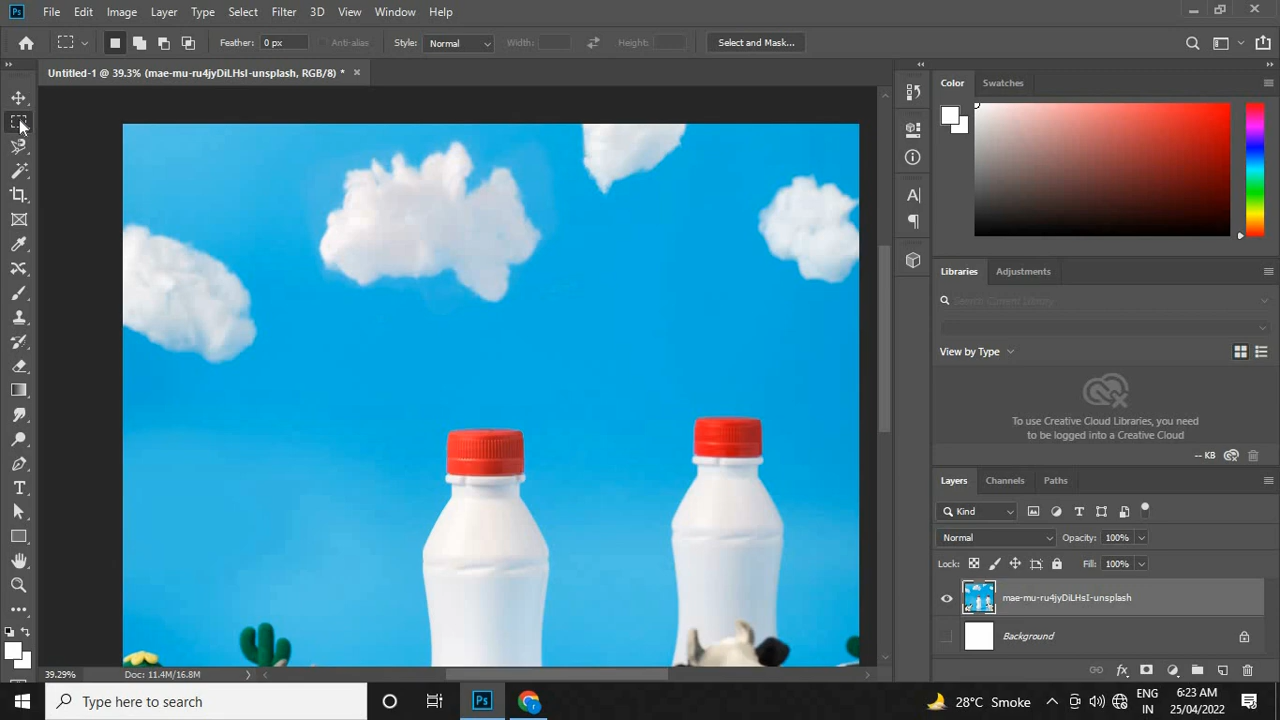 Ps File Edit Image Layer Type Select Filter 3D View Window Help
Feather: 0 px Anti-alias Style: Normal Width: Height: Select and Mask...
Untitled-1 @ 39.3% (mae-mu-ru4jyDiLHsI-unsplash, RGB/8) *
Color Swatches
Libraries Adjustments
Search Current Library
View by Type
To use Creative Cloud Libraries, you need
to be logged into a Creative Cloud
-- KB
Layers Channels Paths
Kind
Normal Opacity: 100%
Lock: Fill: 100%
mae-mu-ru4jyDiLHsI-unsplash
Background
39.29% Doc: 11.4M/16.8M
Type here to search
Ps
28°C Smoke
ENG
IN
6:23 AM
25/04/2022